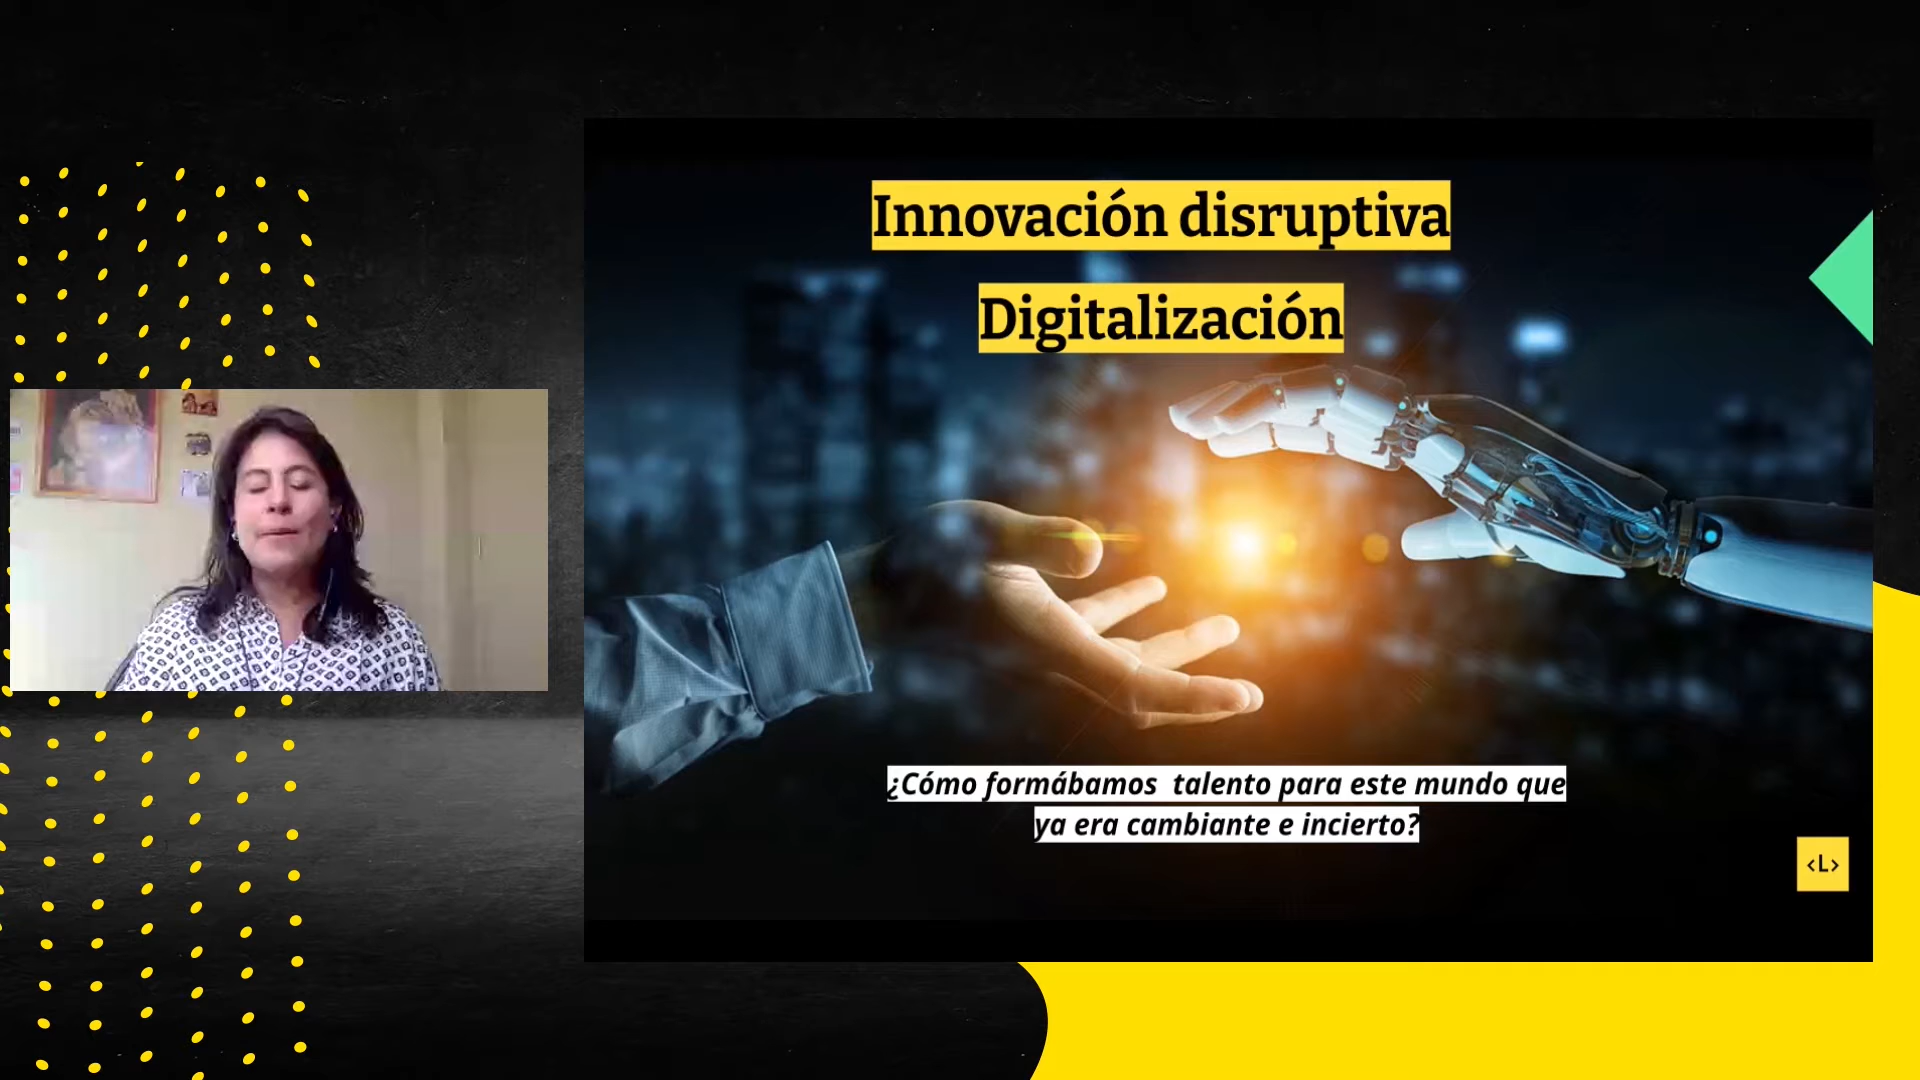 Innovación disruptiva
Digitalización
¿Cómo formábamos  talento para este mundo que
ya era cambiante e incierto?
<L>